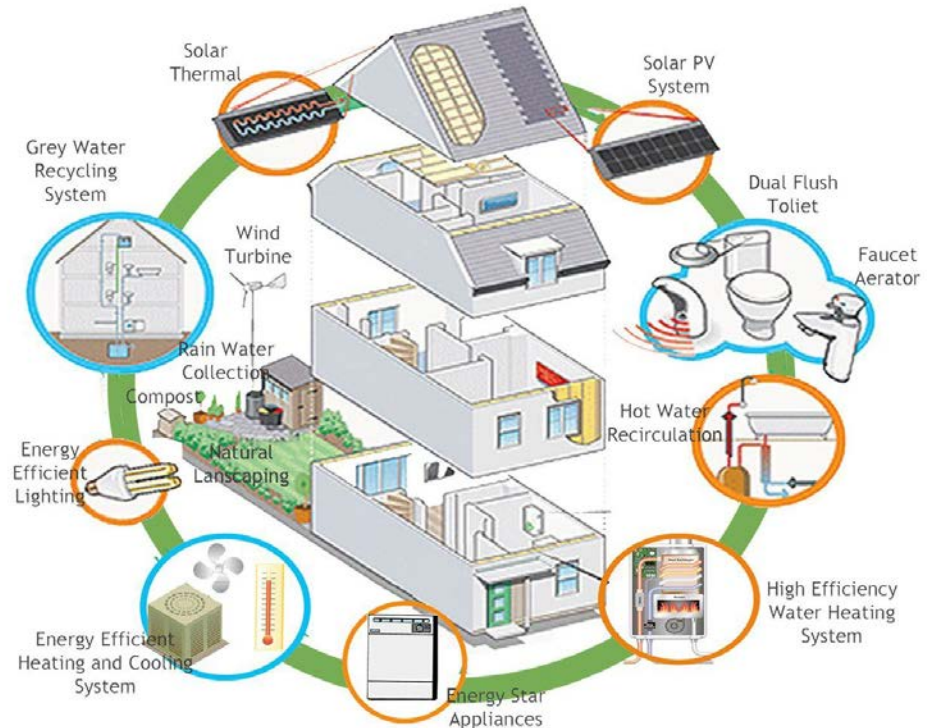 Solar
Thermal
Solar PV
System
Grey Water
Recycling
System
Dual Flush
Toliet
Wind
Turbine
Faucet
Aerator
Rain Water
Collection
Compost
Hot Water
Recirculation
Energy
Efficient
Lighting
Natural
Lanscaping
High Efficiency
Water Heating
System
Energy Efficient
Heating and Cooling
System
Energy Star
Appliances